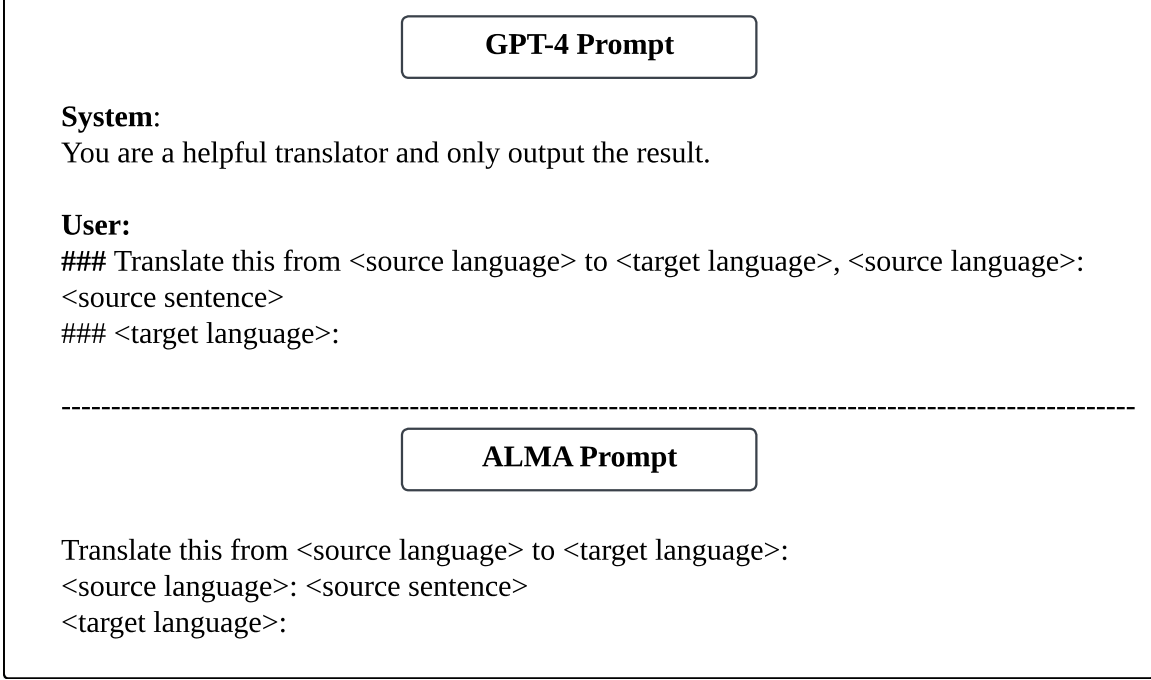 GPT-4 Prompt
System:
You are a helpful translator and only output the result.
User:
### Translate this from <source language> to <target language>, <source language>:
<source sentence>
### <target language>:
ALMA Prompt
Translate this from <source language> to <target language>:
<source language>: <source sentence>
<target language>: